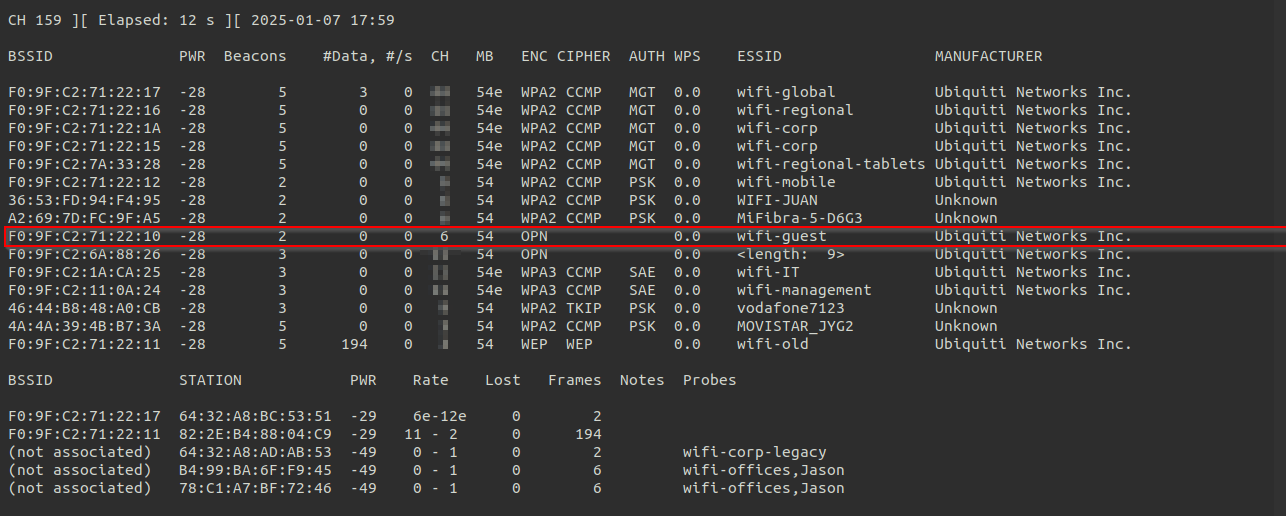 CH 159 ][ Elapsed: 12 s ][ 2025-01-07 17:59
BSSID PWR Beacons #Data, #/s CH MB ENC CIPHER AUTH WPS ESSID MANUFACTURER
F0:9F:C2:71:22:17 -28 5 3 0 54e WPA2 CCMP MGT 0.0 wifi-global Ubiquiti Networks Inc.
F0:9F:C2:71:22:16 -28 5 0 0 54e WPA2 CCMP MGT 0.0 wifi-regional Ubiquiti Networks Inc.
F0:9F:C2:71:22:1A -28 5 0 0 54e WPA2 CCMP MGT 0.0 wifi-corp Ubiquiti Networks Inc.
F0:9F:C2:71:22:15 -28 5 0 0 54e WPA2 CCMP MGT 0.0 wifi-corp Ubiquiti Networks Inc.
F0:9F:C2:7A:33:28 -28 5 0 0 54e WPA2 CCMP MGT 0.0 wifi-regional-tablets Ubiquiti Networks Inc.
F0:9F:C2:71:22:12 -28 2 0 0 54 WPA2 CCMP PSK 0.0 wifi-mobile Ubiquiti Networks Inc.
36:53:FD:94:F4:95 -28 2 0 0 54 WPA2 CCMP PSK 0.0 WIFI-JUAN Unknown
A2:69:7D:FC:9F:A5 -28 2 0 0 54 WPA2 CCMP PSK 0.0 MiFibra-5-D6G3 Unknown
F0:9F:C2:71:22:10 -28 2 0 0 6 54 OPN 0.0 wifi-guest Ubiquiti Networks Inc.
F0:9F:C2:6A:88:26 -28 3 0 0 54 OPN 0.0 <length: 9> Ubiquiti Networks Inc.
F0:9F:C2:1A:CA:25 -28 3 0 0 54e WPA3 CCMP SAE 0.0 wifi-IT Ubiquiti Networks Inc.
F0:9F:C2:11:0A:24 -28 3 0 0 54e WPA3 CCMP SAE 0.0 wifi-management Ubiquiti Networks Inc.
46:44:B8:48:A0:CB -28 3 0 0 54 WPA2 TKIP PSK 0.0 vodafone7123 Unknown
4A:4A:39:4B:B7:3A -28 5 0 0 54 WPA2 CCMP PSK 0.0 MOVISTAR_JYG2 Unknown
F0:9F:C2:71:22:11 -28 5 194 0 54 WEP WEP 0.0 wifi-old Ubiquiti Networks Inc.
BSSID STATION PWR Rate Lost Frames Notes Probes
F0:9F:C2:71:22:17 64:32:A8:BC:53:51 -29 6e-12e 0 2
F0:9F:C2:71:22:11 82:2E:B4:88:04:C9 -29 11 - 2 0 194
(not associated) 64:32:A8:AD:AB:53 -49 0 - 1 0 2 wifi-corp-legacy
(not associated) B4:99:BA:6F:F9:45 -49 0 - 1 0 6 wifi-offices,Jason
(not associated) 78:C1:A7:BF:72:46 -49 0 - 1 0 6 wifi-offices,Jason